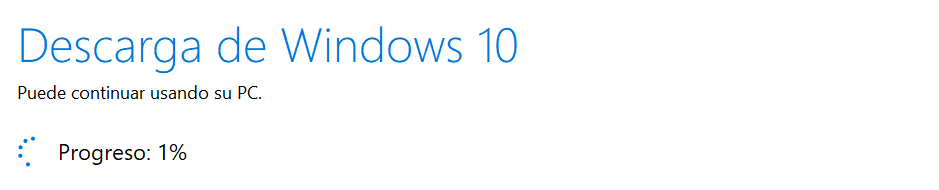 Descarga de Windows 10
Puede continuar usando su PC.
Progreso: 1%